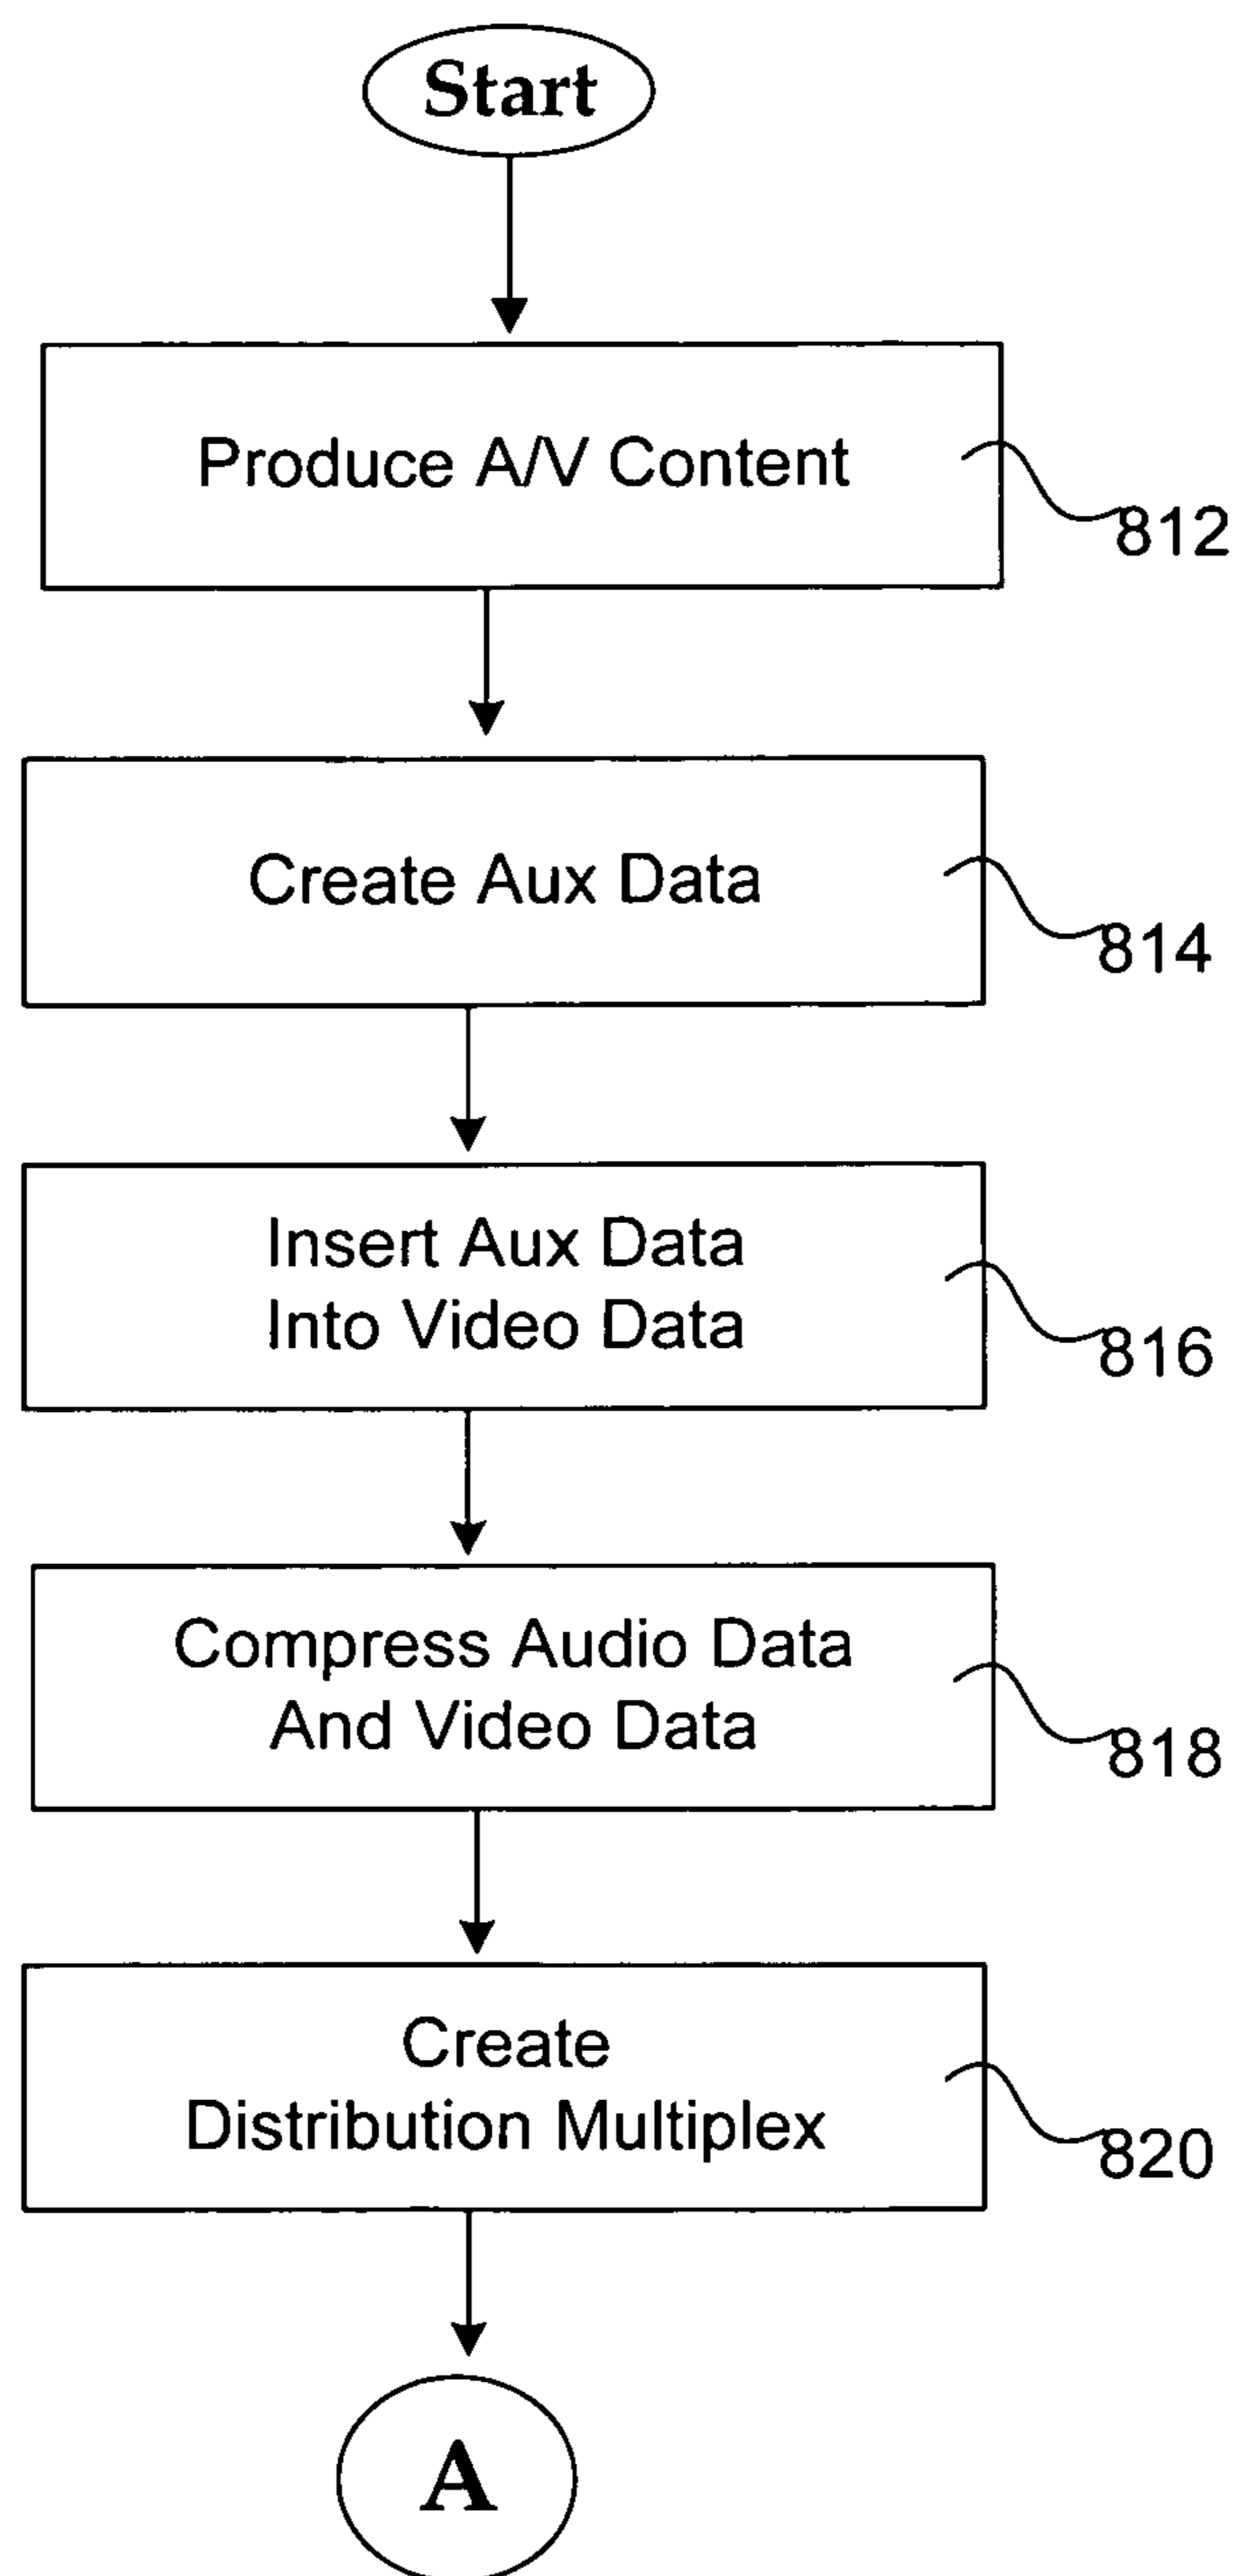 Start
Produce A/V Content
812
Create Aux Data
814
Insert Aux Data
Into Video Data
816
Compress Audio Data
And Video Data
818
Create
Distribution Multiplex
820
A